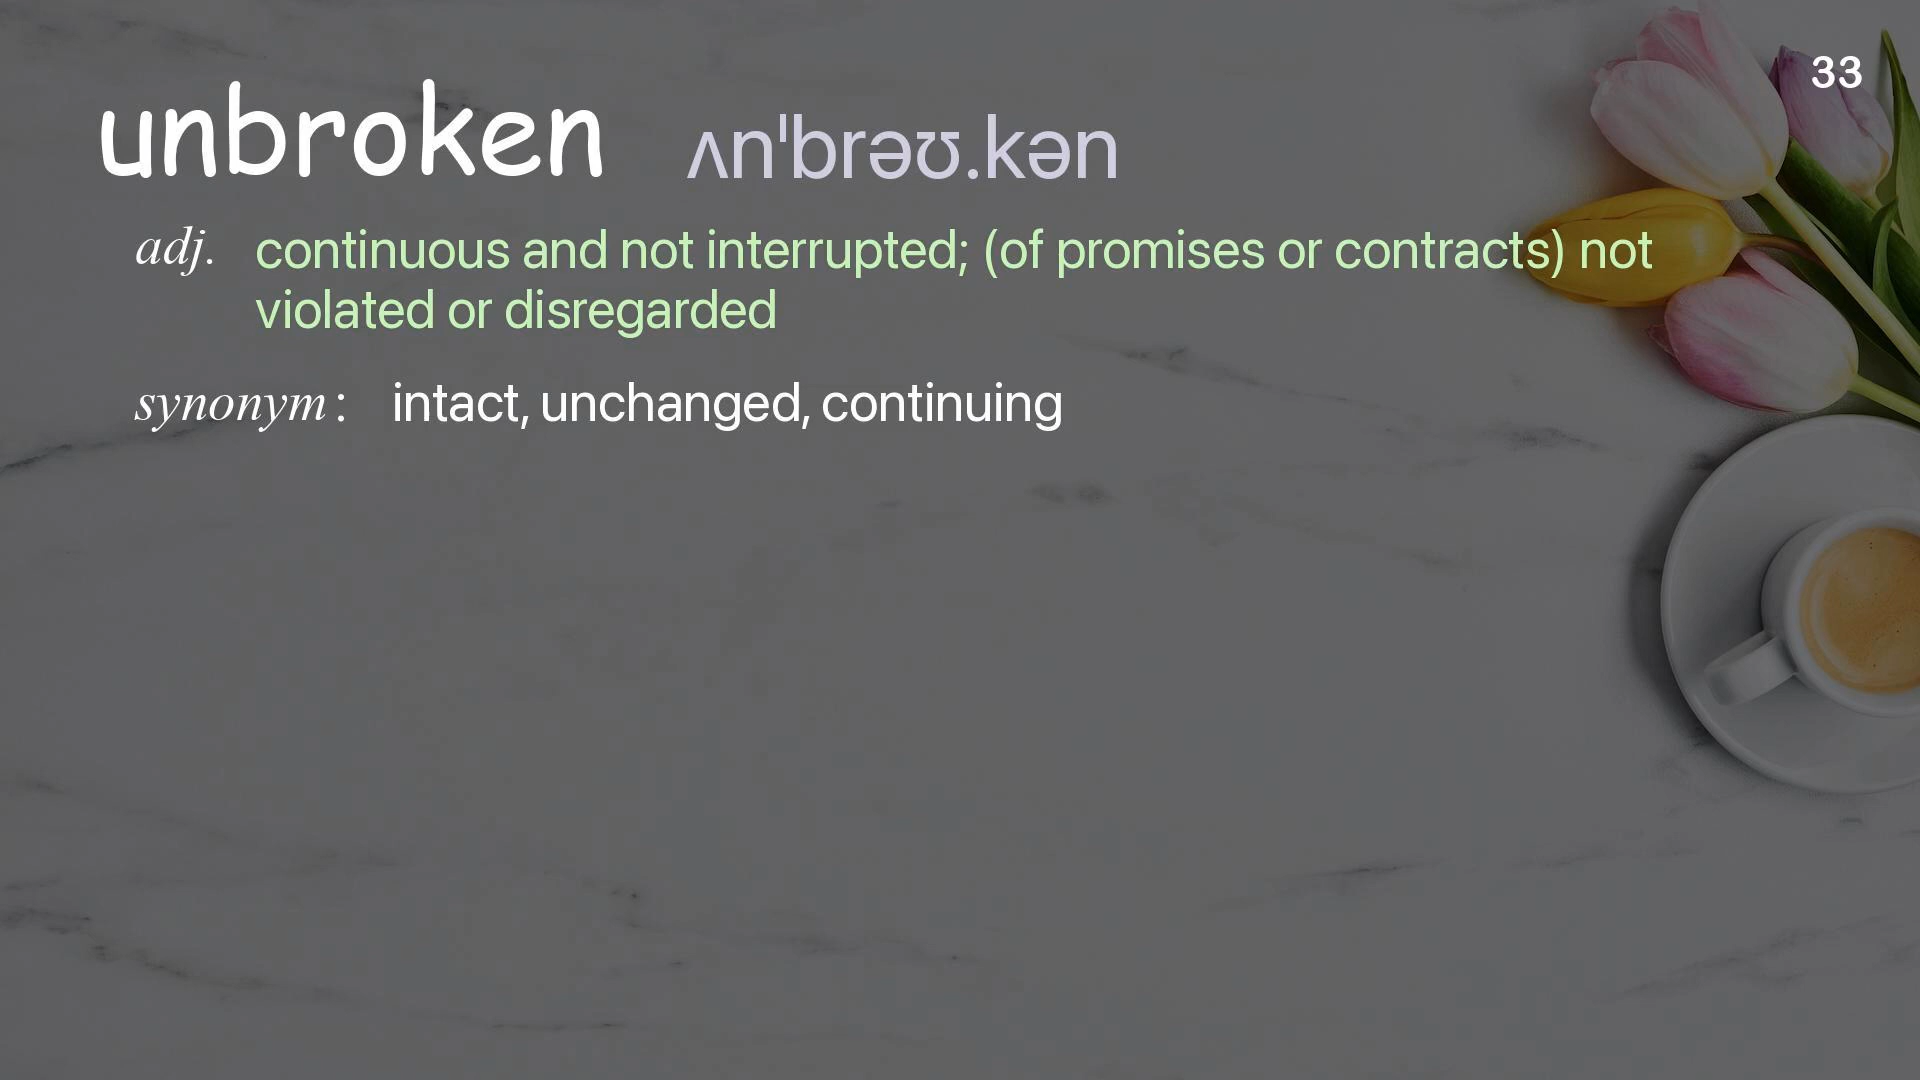 33
unbroken ʌnˈbrəʊ.kən
adj. continuous and not interrupted; (of promises or contracts) not
violated or disregarded
synonym : intact, unchanged, continuing